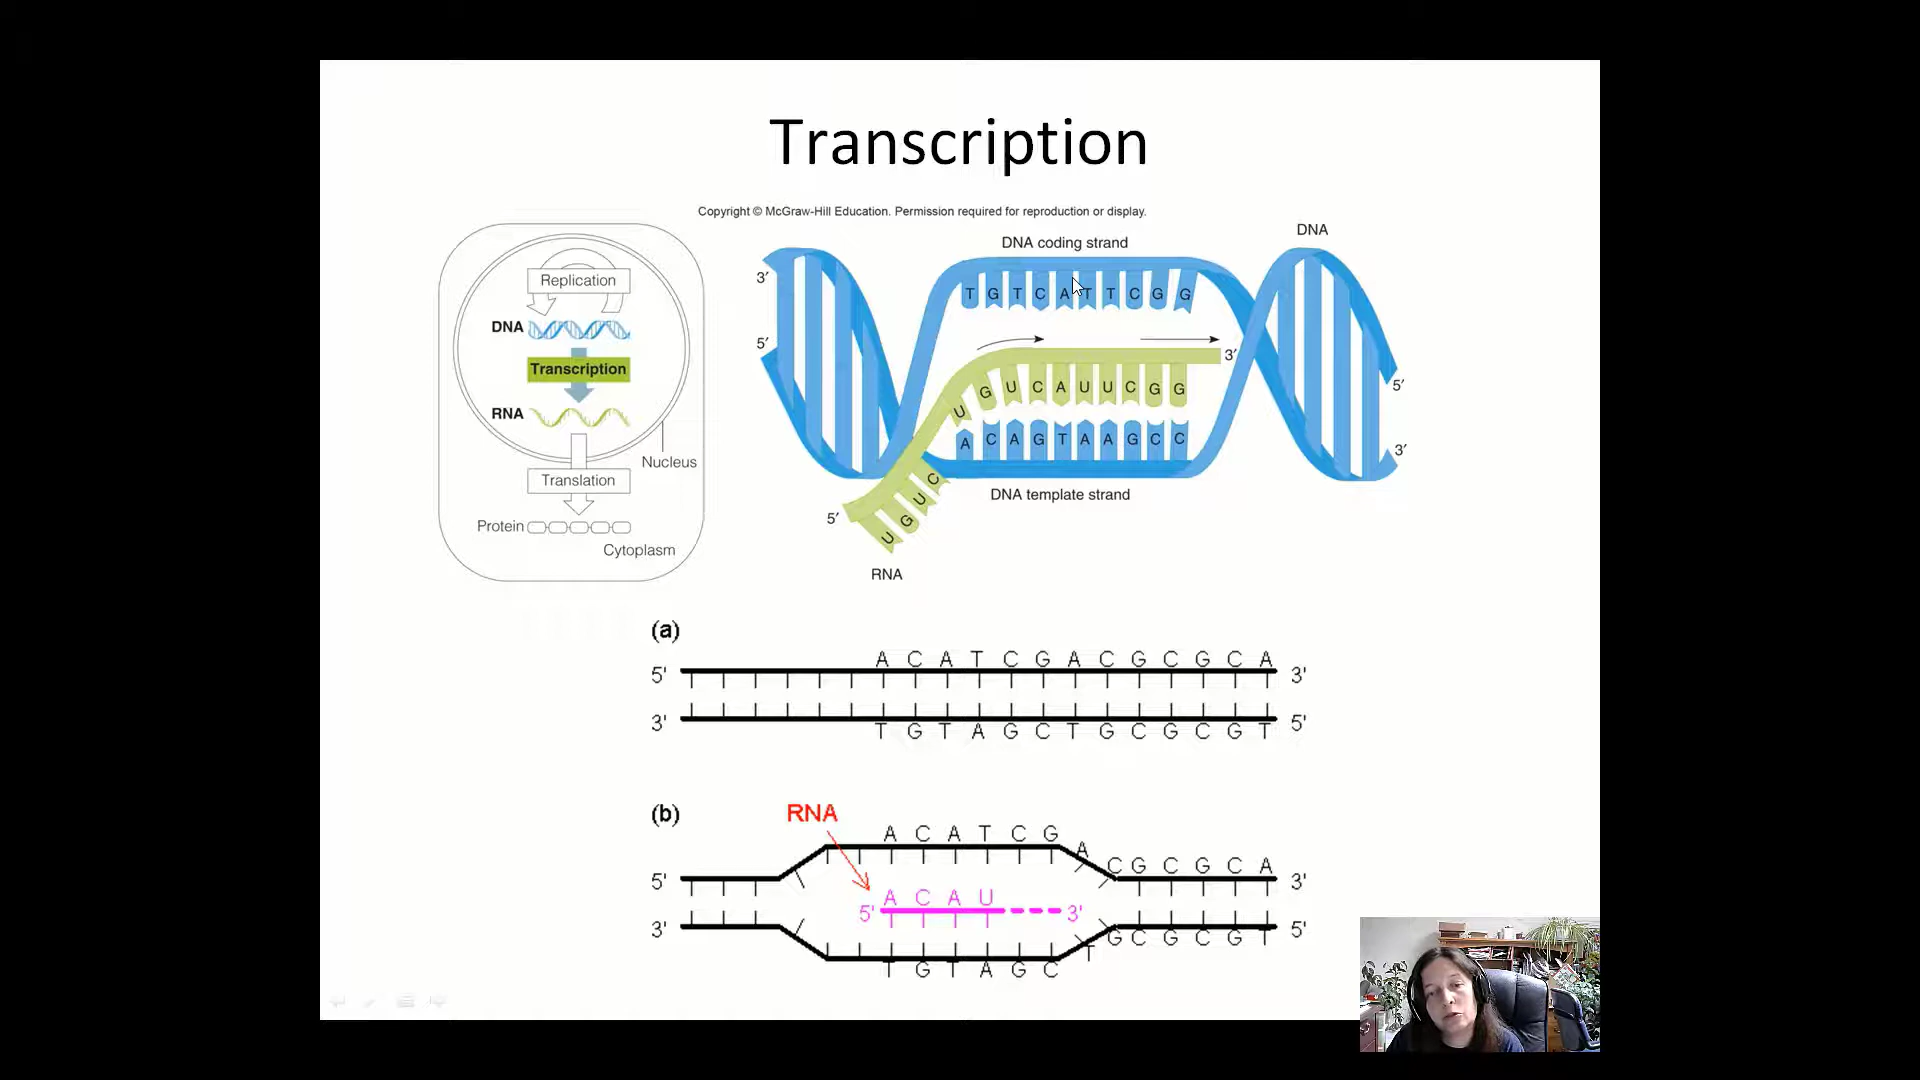 Transcription
Copyright © McGraw-Hill Education. Permission required for reproduction or display.
Replication
DNA
Transcription
RNA
Nucleus
Translation
Protein
Cytoplasm
DNA coding strand
DNA
3′
T G T C A T T C G G
5′
3′
U G U C A U U C G G
5′
A C A G T A A G C C
3′
DNA template strand
5′
U G U C
RNA
(a)
A C A T C G A C G C G C A
5' 3'
3' 5'
T G T A G C T G C G C G T
(b)
RNA
A C A T C G A C G C G C A
5' 3'
A C A U
5' 3'
3' 5'
T G T A G C T G C G C G T